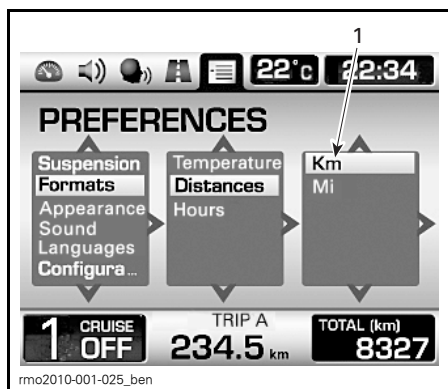 1
22°c 22:34
PREFERENCES
Suspension
Formats
Appearance
Sound
Languages
Configura...
Temperature
Distances
Hours
Km
Mi
1 CRUISE OFF
TRIP A
234.5 km
TOTAL (km)
8327
rmo2010-001-025_ben